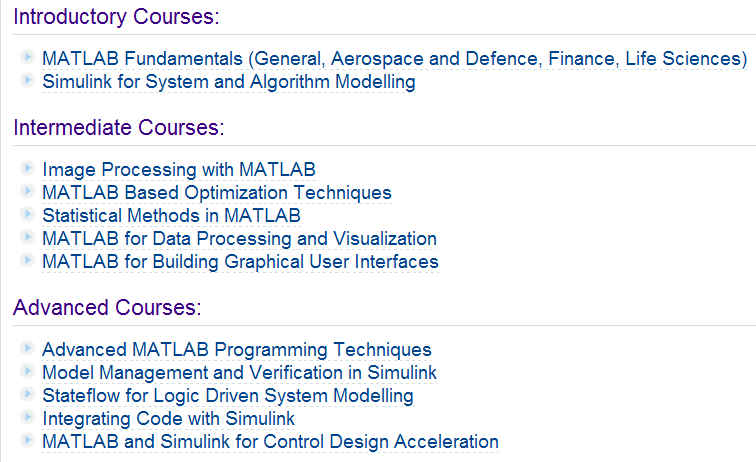 Introductory Courses:
MATLAB Fundamentals (General, Aerospace and Defence, Finance, Life Sciences)
Simulink for System and Algorithm Modelling
Intermediate Courses:
Image Processing with MATLAB
MATLAB Based Optimization Techniques
Statistical Methods in MATLAB
MATLAB for Data Processing and Visualization
MATLAB for Building Graphical User Interfaces
Advanced Courses:
Advanced MATLAB Programming Techniques
Model Management and Verification in Simulink
Stateflow for Logic Driven System Modelling
Integrating Code with Simulink
MATLAB and Simulink for Control Design Acceleration